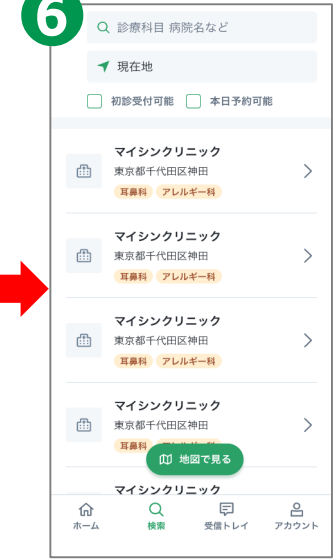 6
診療科目 病院名など
現在地
初診受付可能 本日予約可能
マイシンクリニック
東京都千代田区神田
耳鼻科 アレルギー科
マイシンクリニック
東京都千代田区神田
耳鼻科 アレルギー科
マイシンクリニック
東京都千代田区神田
耳鼻科 アレルギー科
マイシンクリニック
東京都千代田区神田
耳鼻科
地図で見る
マイシンクリニック
ホーム 検索 受信トレイ アカウント